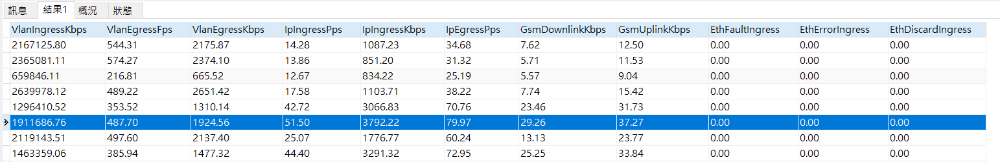 訊息 結果1 概況 狀態
VlanIngressKbps VlanEgressFps VlanEgressKbps IpIngressPps IpIngressKbps IpEgressPps GsmDownlinkKbps GsmUplinkKbps EthFaultIngress EthErrorIngress EthDiscardIngress
2167125.80 544.31 2175.87 14.28 1087.23 34.68 7.62 12.50 0.00 0.00 0.00
2365081.11 574.27 2374.10 13.86 851.20 31.32 5.71 11.53 0.00 0.00 0.00
659846.11 216.81 665.52 12.67 834.22 25.19 5.57 9.04 0.00 0.00 0.00
2639978.12 489.22 2651.42 17.58 1103.71 38.22 7.74 15.42 0.00 0.00 0.00
1296410.52 353.52 1310.14 42.72 3066.83 70.76 23.46 31.73 0.00 0.00 0.00
1911686.76 487.70 1924.56 51.50 3792.22 79.97 29.26 37.27 0.00 0.00 0.00
2119143.51 497.60 2137.40 25.07 1776.77 60.24 13.13 23.77 0.00 0.00 0.00
1463359.06 385.94 1477.32 44.40 3291.32 72.95 25.25 33.84 0.00 0.00 0.00